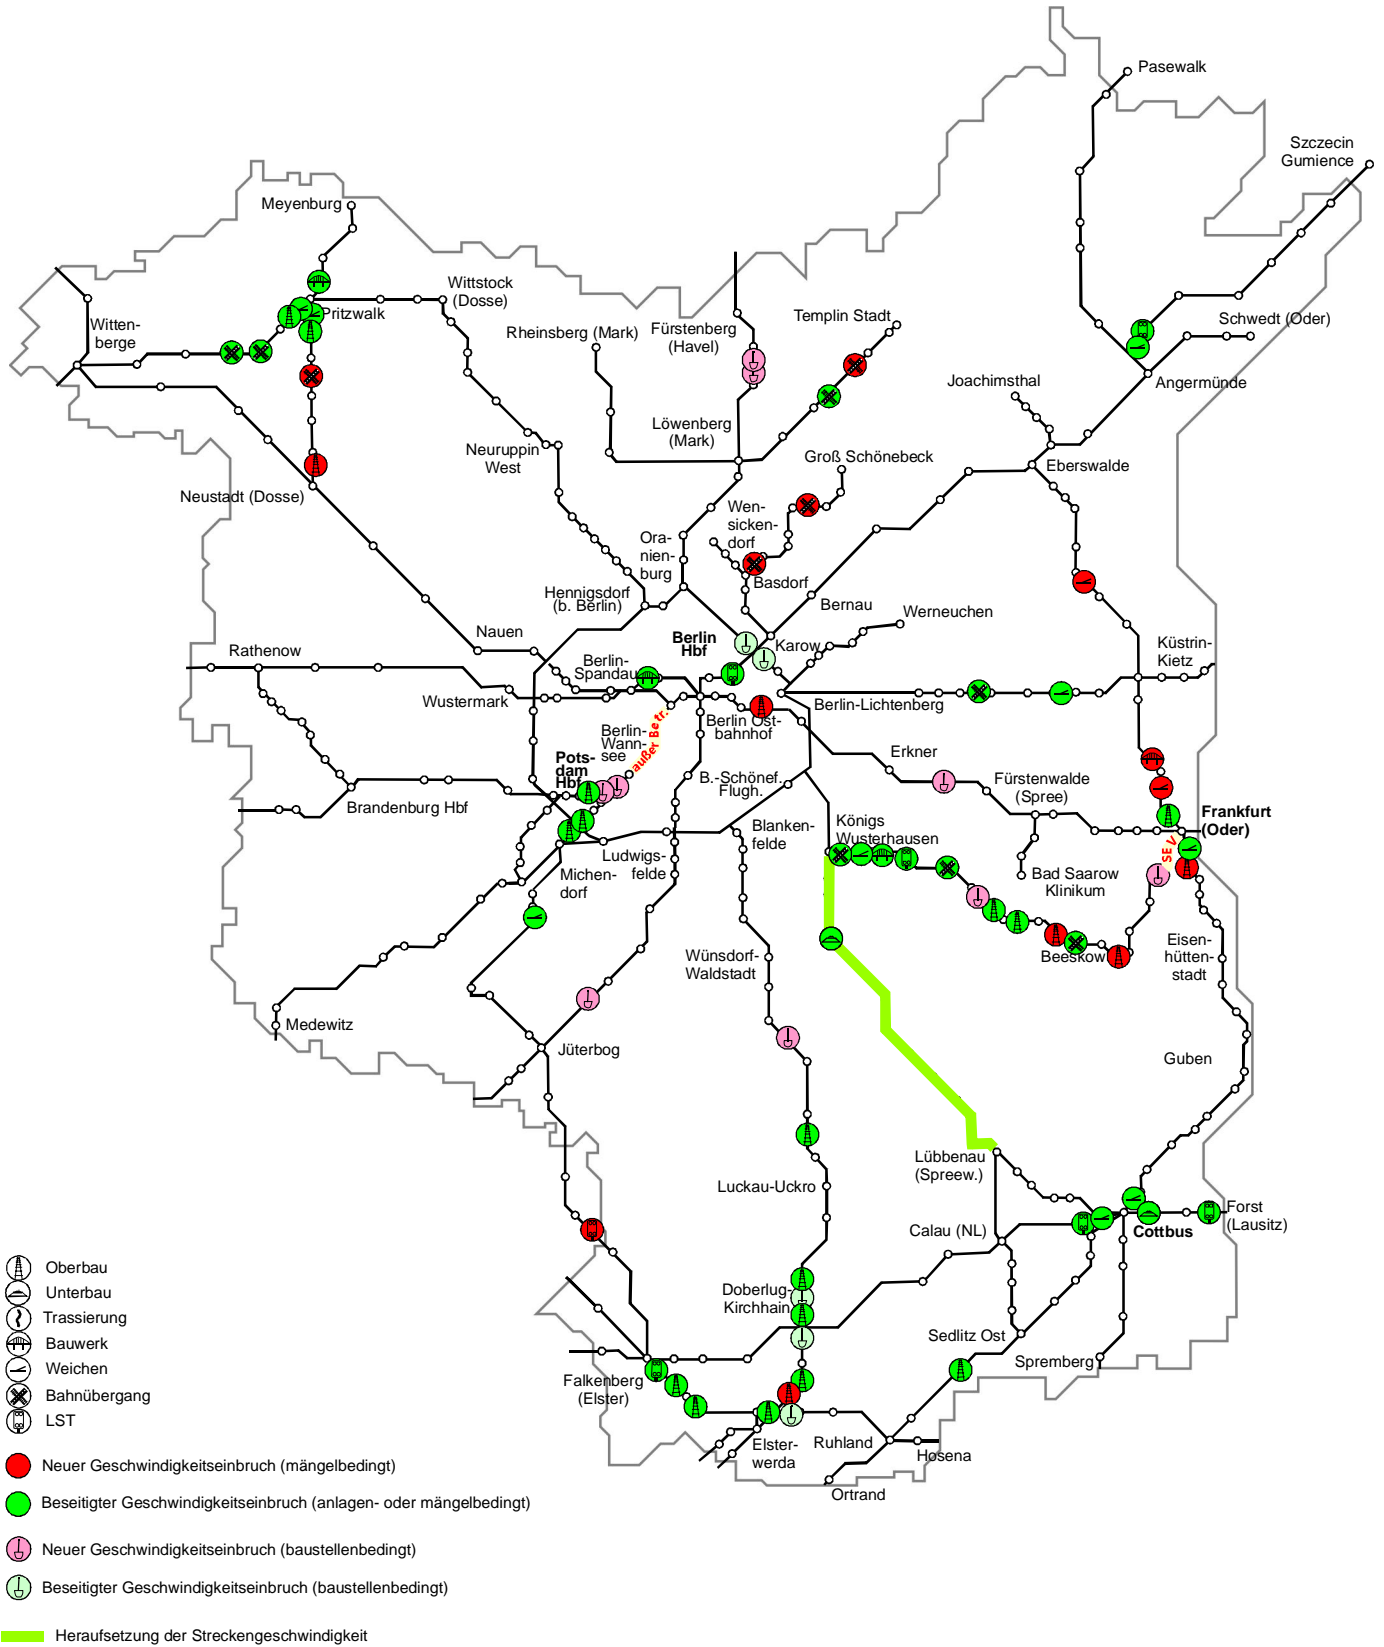 Pasewalk
Szczecin
Gumience
Meyenburg
Wittstock
(Dosse)
Pritzwalk
Witten-
berge
Rheinsberg (Mark)
Fürstenberg
(Havel)
Templin Stadt
Schwedt (Oder)
Angermünde
Joachimsthal
Löwenberg
(Mark)
Neuruppin
West
Groß Schönebeck
Eberswalde
Neustadt (Dosse)
Wen-
sicken-
dorf
Ora-
nien-
burg
Basdorf
Hennigsdorf
(b. Berlin)
Bernau
Werneuchen
Nauen
Berlin
Hbf
Karow
Küstrin-
Kietz
Rathenow
Berlin-
Spandau
Wustermark
Berlin-Lichtenberg
Berlin Ost-
bahnhof
Berlin-
Wann-
see
außer Betr.
Erkner
Pots-
dam
Hbf
B.-Schönef.
Flugh.
Fürstenwalde
(Spree)
Brandenburg Hbf
Frankfurt
(Oder)
Blanken-
felde
Königs
Wusterhausen
SEV
Ludwigs-
felde
Michen-
dorf
Bad Saarow
Klinikum
Wünsdorf-
Waldstadt
Beeskow
Eisen-
hütten-
stadt
Medewitz
Jüterbog
Guben
Lübbenau
(Spreew.)
Luckau-Uckro
Calau (NL)
Cottbus
Forst
(Lausitz)
Doberlug-
Kirchhain
Sedlitz Ost
Spremberg
Falkenberg
(Elster)
Elster-
werda
Ruhland
Hosena
Ortrand
Oberbau
Unterbau
Trassierung
Bauwerk
Weichen
Bahnübergang
LST
Neuer Geschwindigkeitseinbruch (mängelbedingt)
Beseitigter Geschwindigkeitseinbruch (anlagen- oder mängelbedingt)
Neuer Geschwindigkeitseinbruch (baustellenbedingt)
Beseitigter Geschwindigkeitseinbruch (baustellenbedingt)
Heraufsetzung der Streckengeschwindigkeit